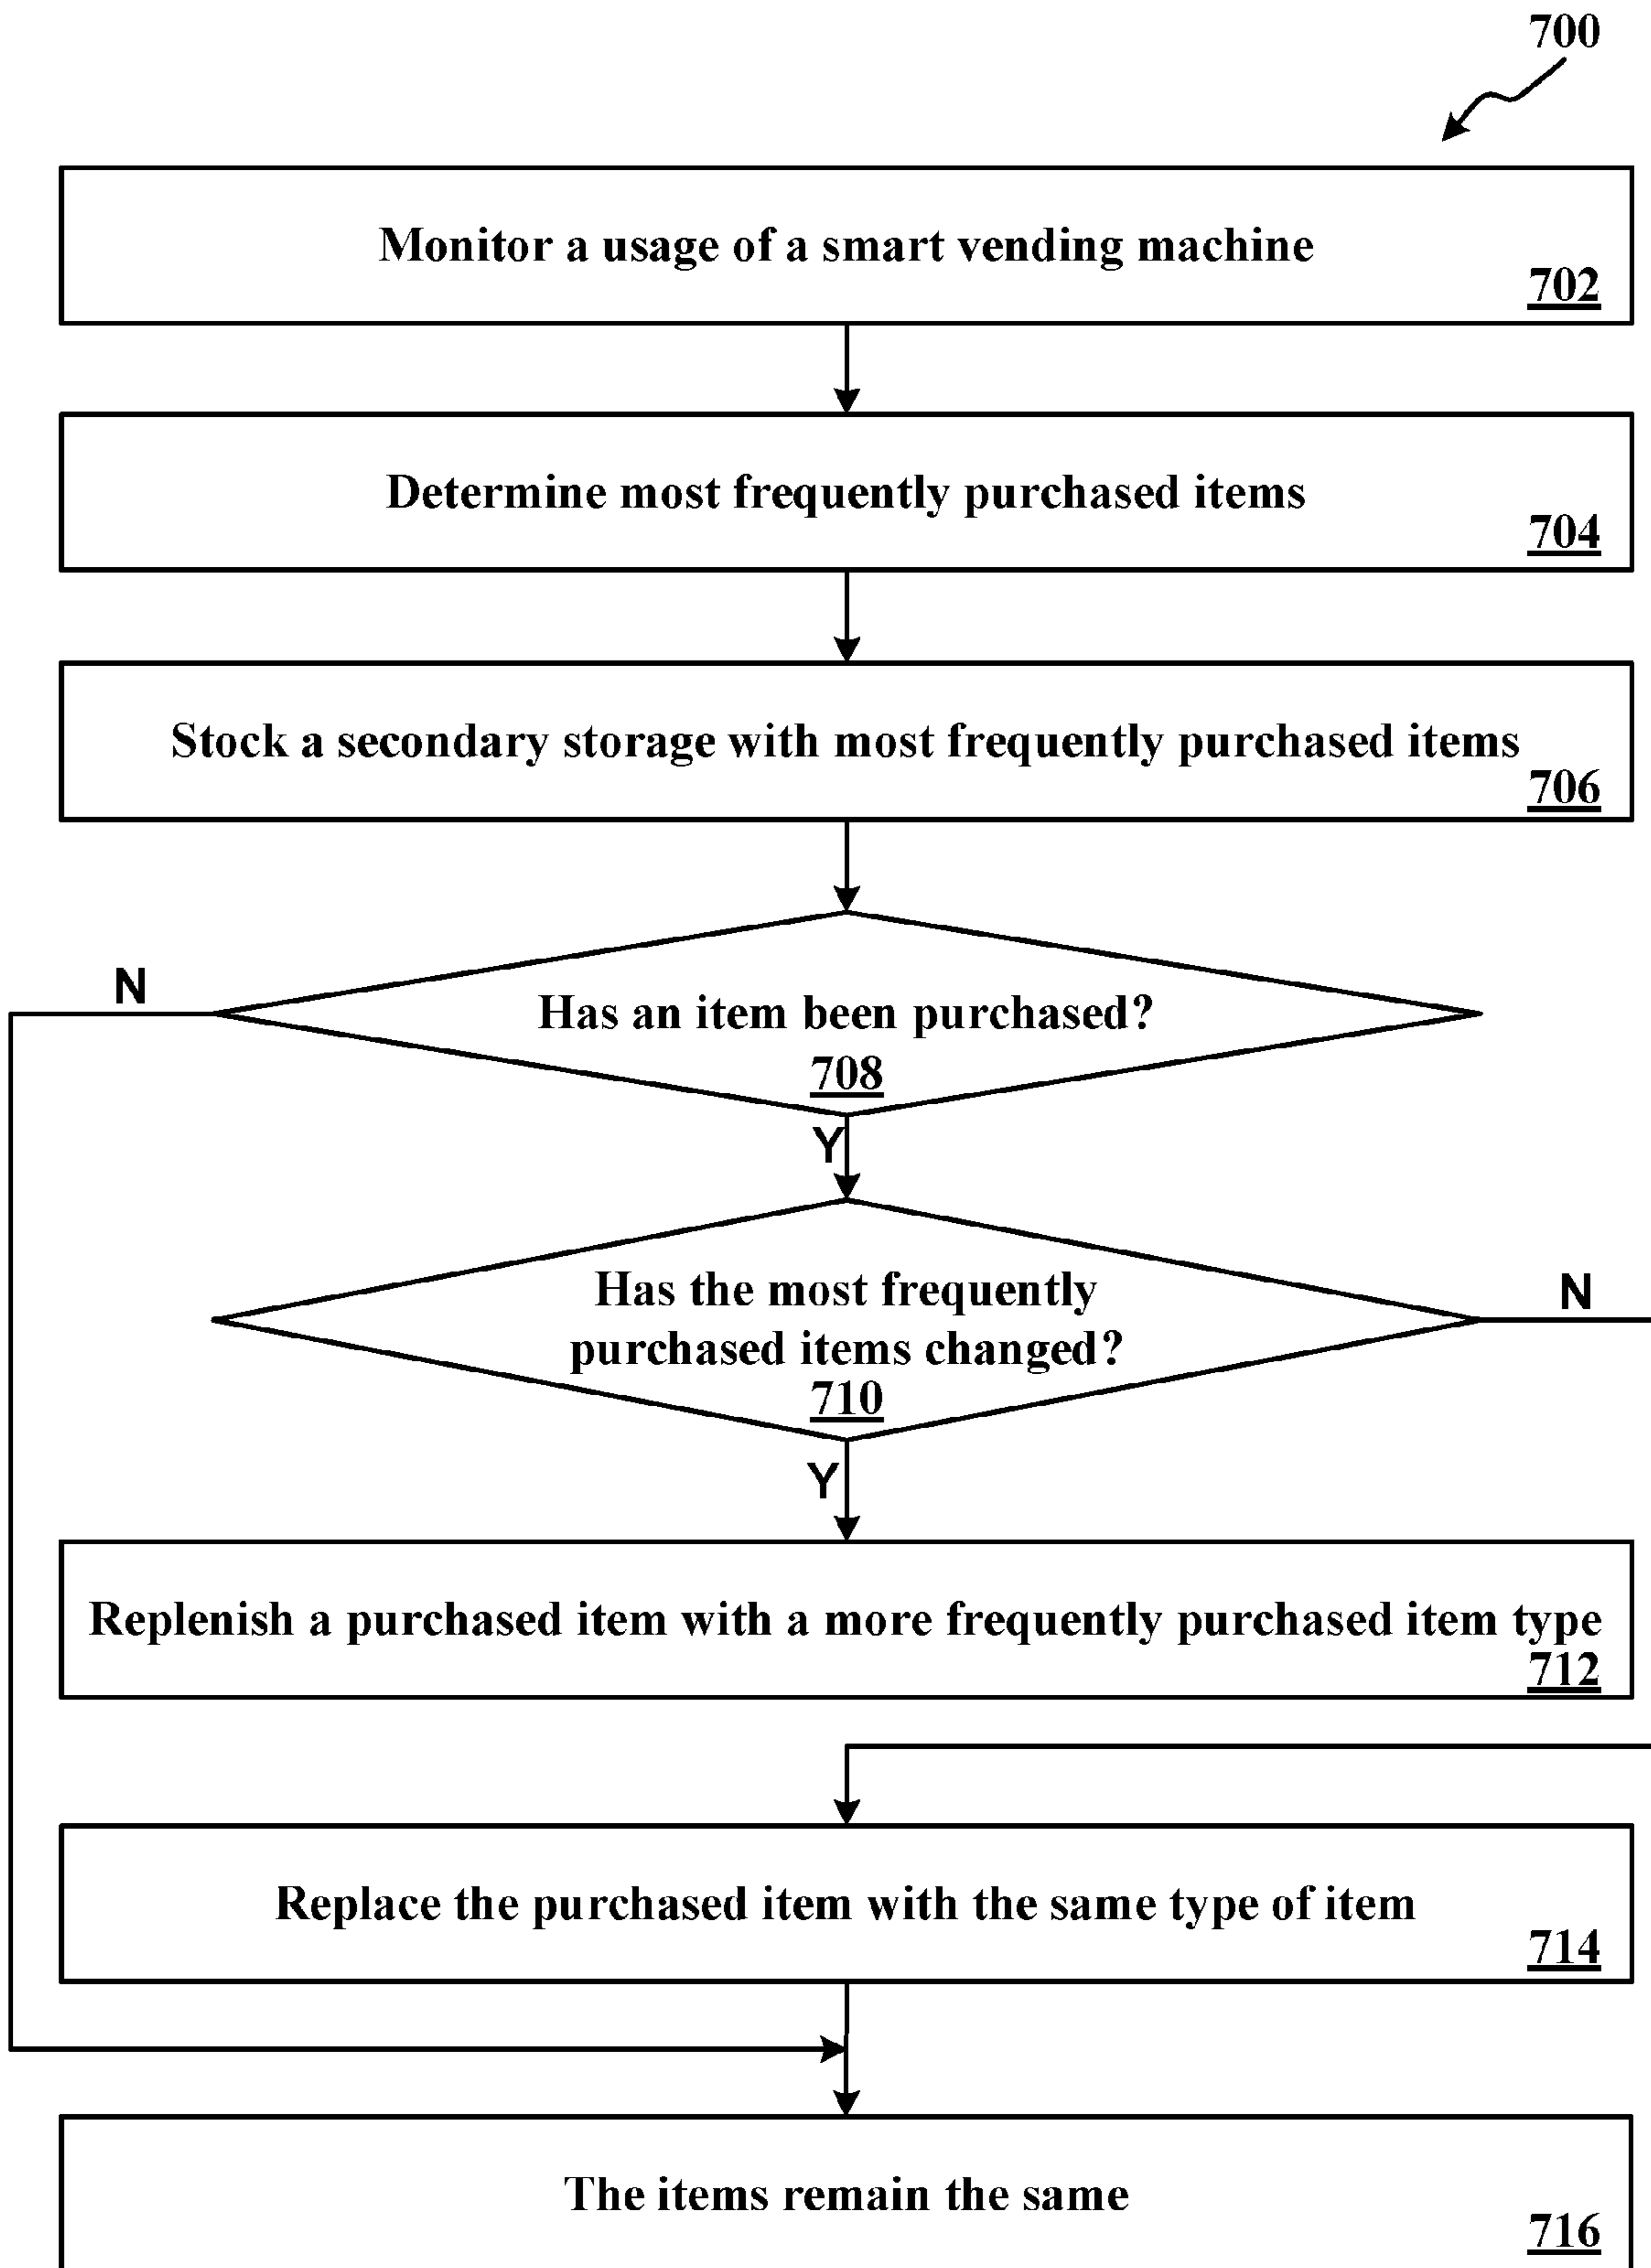 700
Monitor a usage of a smart vending machine
702
Determine most frequently purchased items
704
Stock a secondary storage with most frequently purchased items
706
N
Has an item been purchased?
708
Y
Has the most frequently
purchased items changed?
N
710
Y
Replenish a purchased item with a more frequently purchased item type
712
Replace the purchased item with the same type of item
714
The items remain the same
716